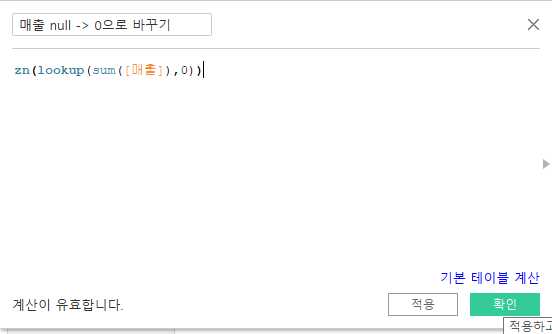 매출 null -> 0으로 바꾸기
zn(lookup(sum([매출]),0))
기본 테이블 계산
계산이 유효합니다.
적용
확인
적용하고